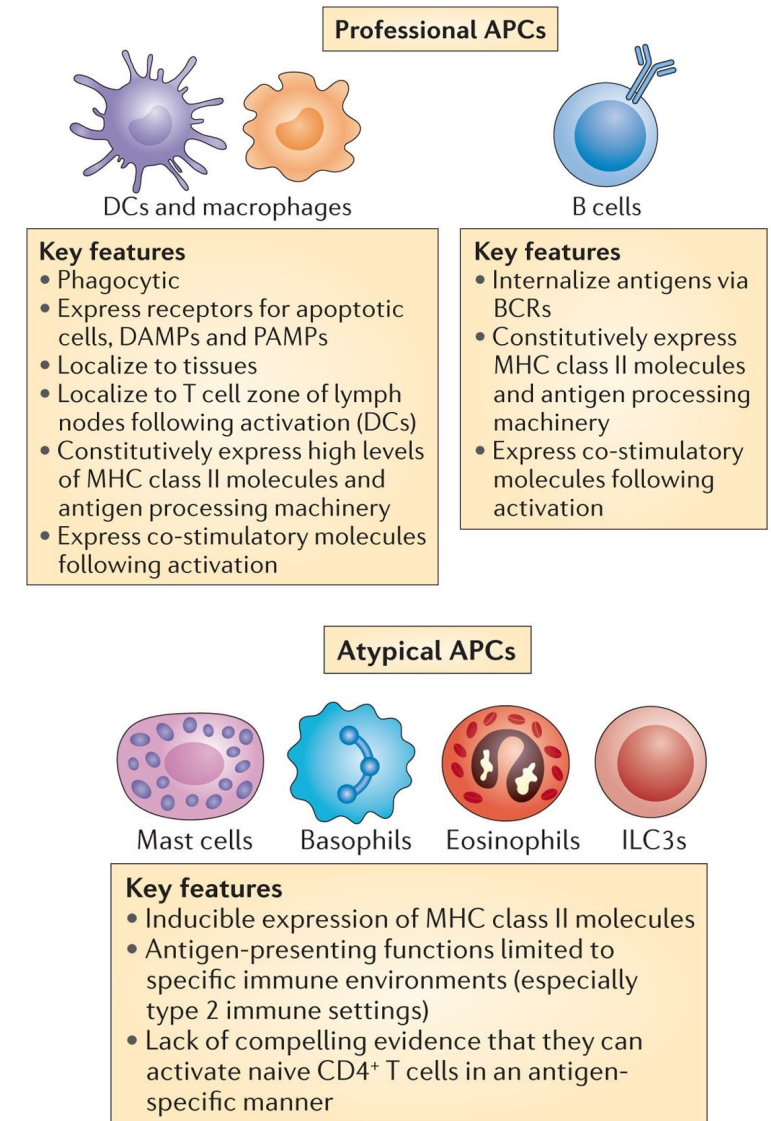 Professional APCs
DCs and macrophages
Key features
• Phagocytic
• Express receptors for apoptotic
cells, DAMPs and PAMPs
• Localize to tissues
• Localize to T cell zone of lymph
nodes following activation (DCs)
• Constitutively express high levels
of MHC class II molecules and
antigen processing machinery
• Express co-stimulatory molecules
following activation
B cells
Key features
• Internalize antigens via
BCRs
• Constitutively express
MHC class II molecules
and antigen processing
machinery
• Express co-stimulatory
molecules following
activation
Atypical APCs
Mast cells
Basophils
Eosinophils
ILC3s
Key features
• Inducible expression of MHC class II molecules
• Antigen-presenting functions limited to
specific immune environments (especially
type 2 immune settings)
• Lack of compelling evidence that they can
activate naive CD4⁺ T cells in an antigen-
specific manner